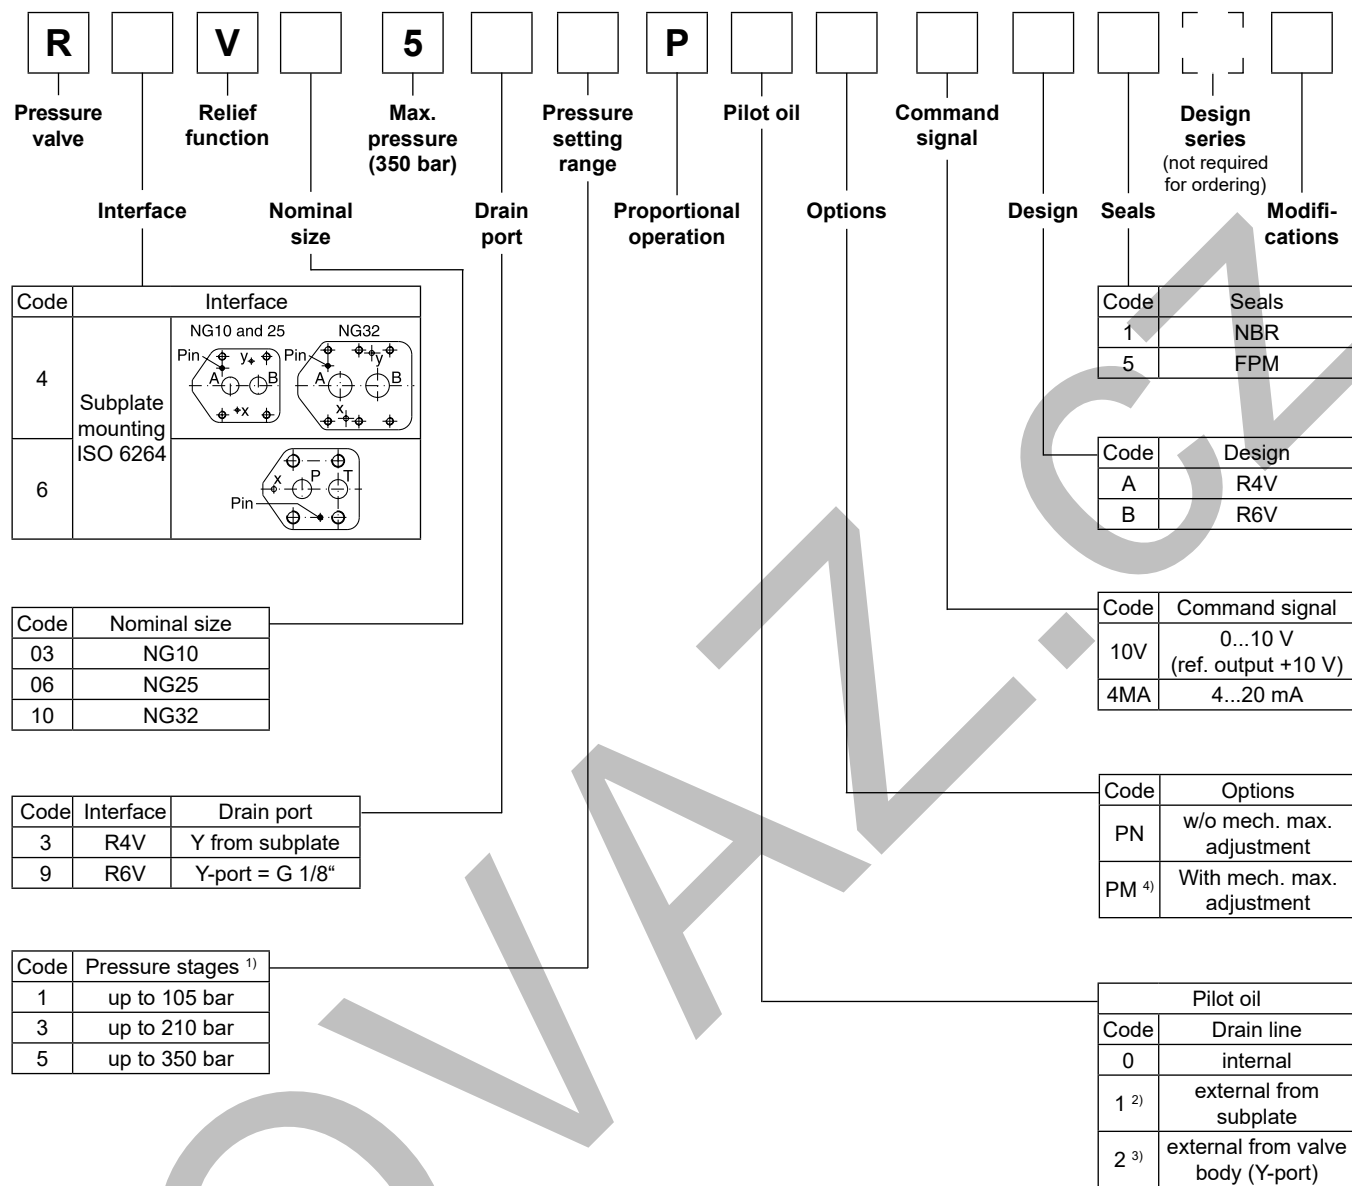 R V 5 P
Pressure valve
Relief function
Max. pressure (350 bar)
Pressure setting range
Pilot oil
Command signal
Design series (not required for ordering)
Interface
Nominal size
Drain port
Proportional operation
Options
Design
Seals
Modifi-cations
Code Interface
4
Subplate mounting ISO 6264
NG10 and 25
Pin y A B x
NG32
Pin y A B x
6
x P T Pin
Code Nominal size
03 NG10
06 NG25
10 NG32
Code Interface Drain port
3 R4V Y from subplate
9 R6V Y-port = G 1/8“
Code Pressure stages 1)
1 up to 105 bar
3 up to 210 bar
5 up to 350 bar
Code Seals
1 NBR
5 FPM
Code Design
A R4V
B R6V
Code Command signal
10V 0...10 V (ref. output +10 V)
4MA 4...20 mA
Code Options
PN w/o mech. max. adjustment
PM 4) With mech. max. adjustment
Pilot oil
Code Drain line
0 internal
1 2) external from subplate
2 3) external from valve body (Y-port)
OVAZ.CZ